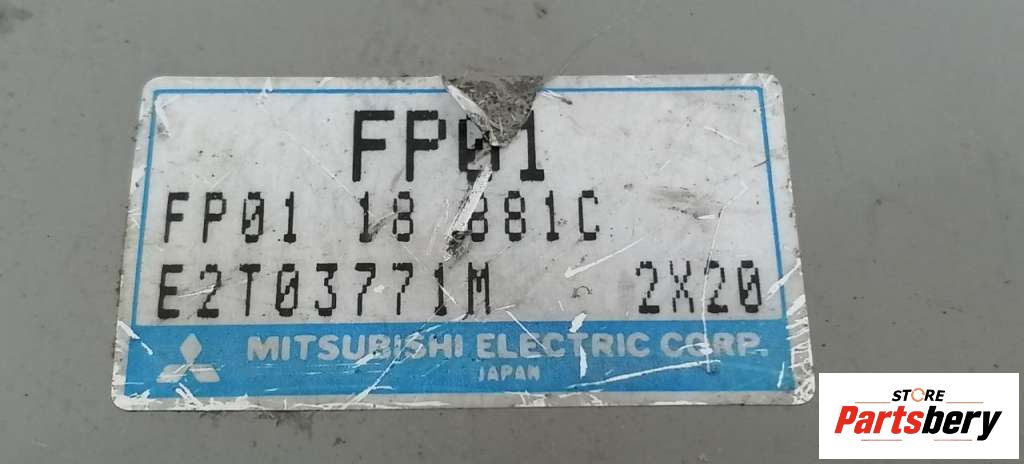 FP01
FP01 18 881C
E2T03771M 2X20
MITSUBISHI ELECTRIC CORP.
JAPAN
STORE
Partsbery